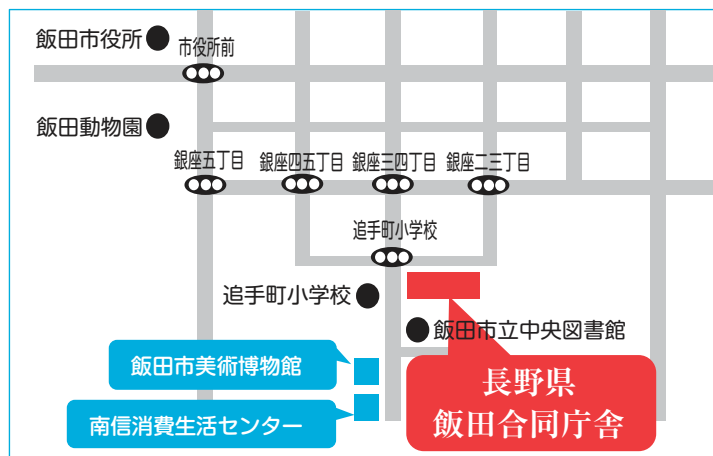 飯田市役所
市役所前
飯田動物園
銀座五丁目
銀座四五丁目
銀座三四丁目
銀座二三丁目
追手町小学校
追手町小学校
飯田市立中央図書館
飯田市美術博物館
長野県
飯田合同庁舎
南信消費生活センター